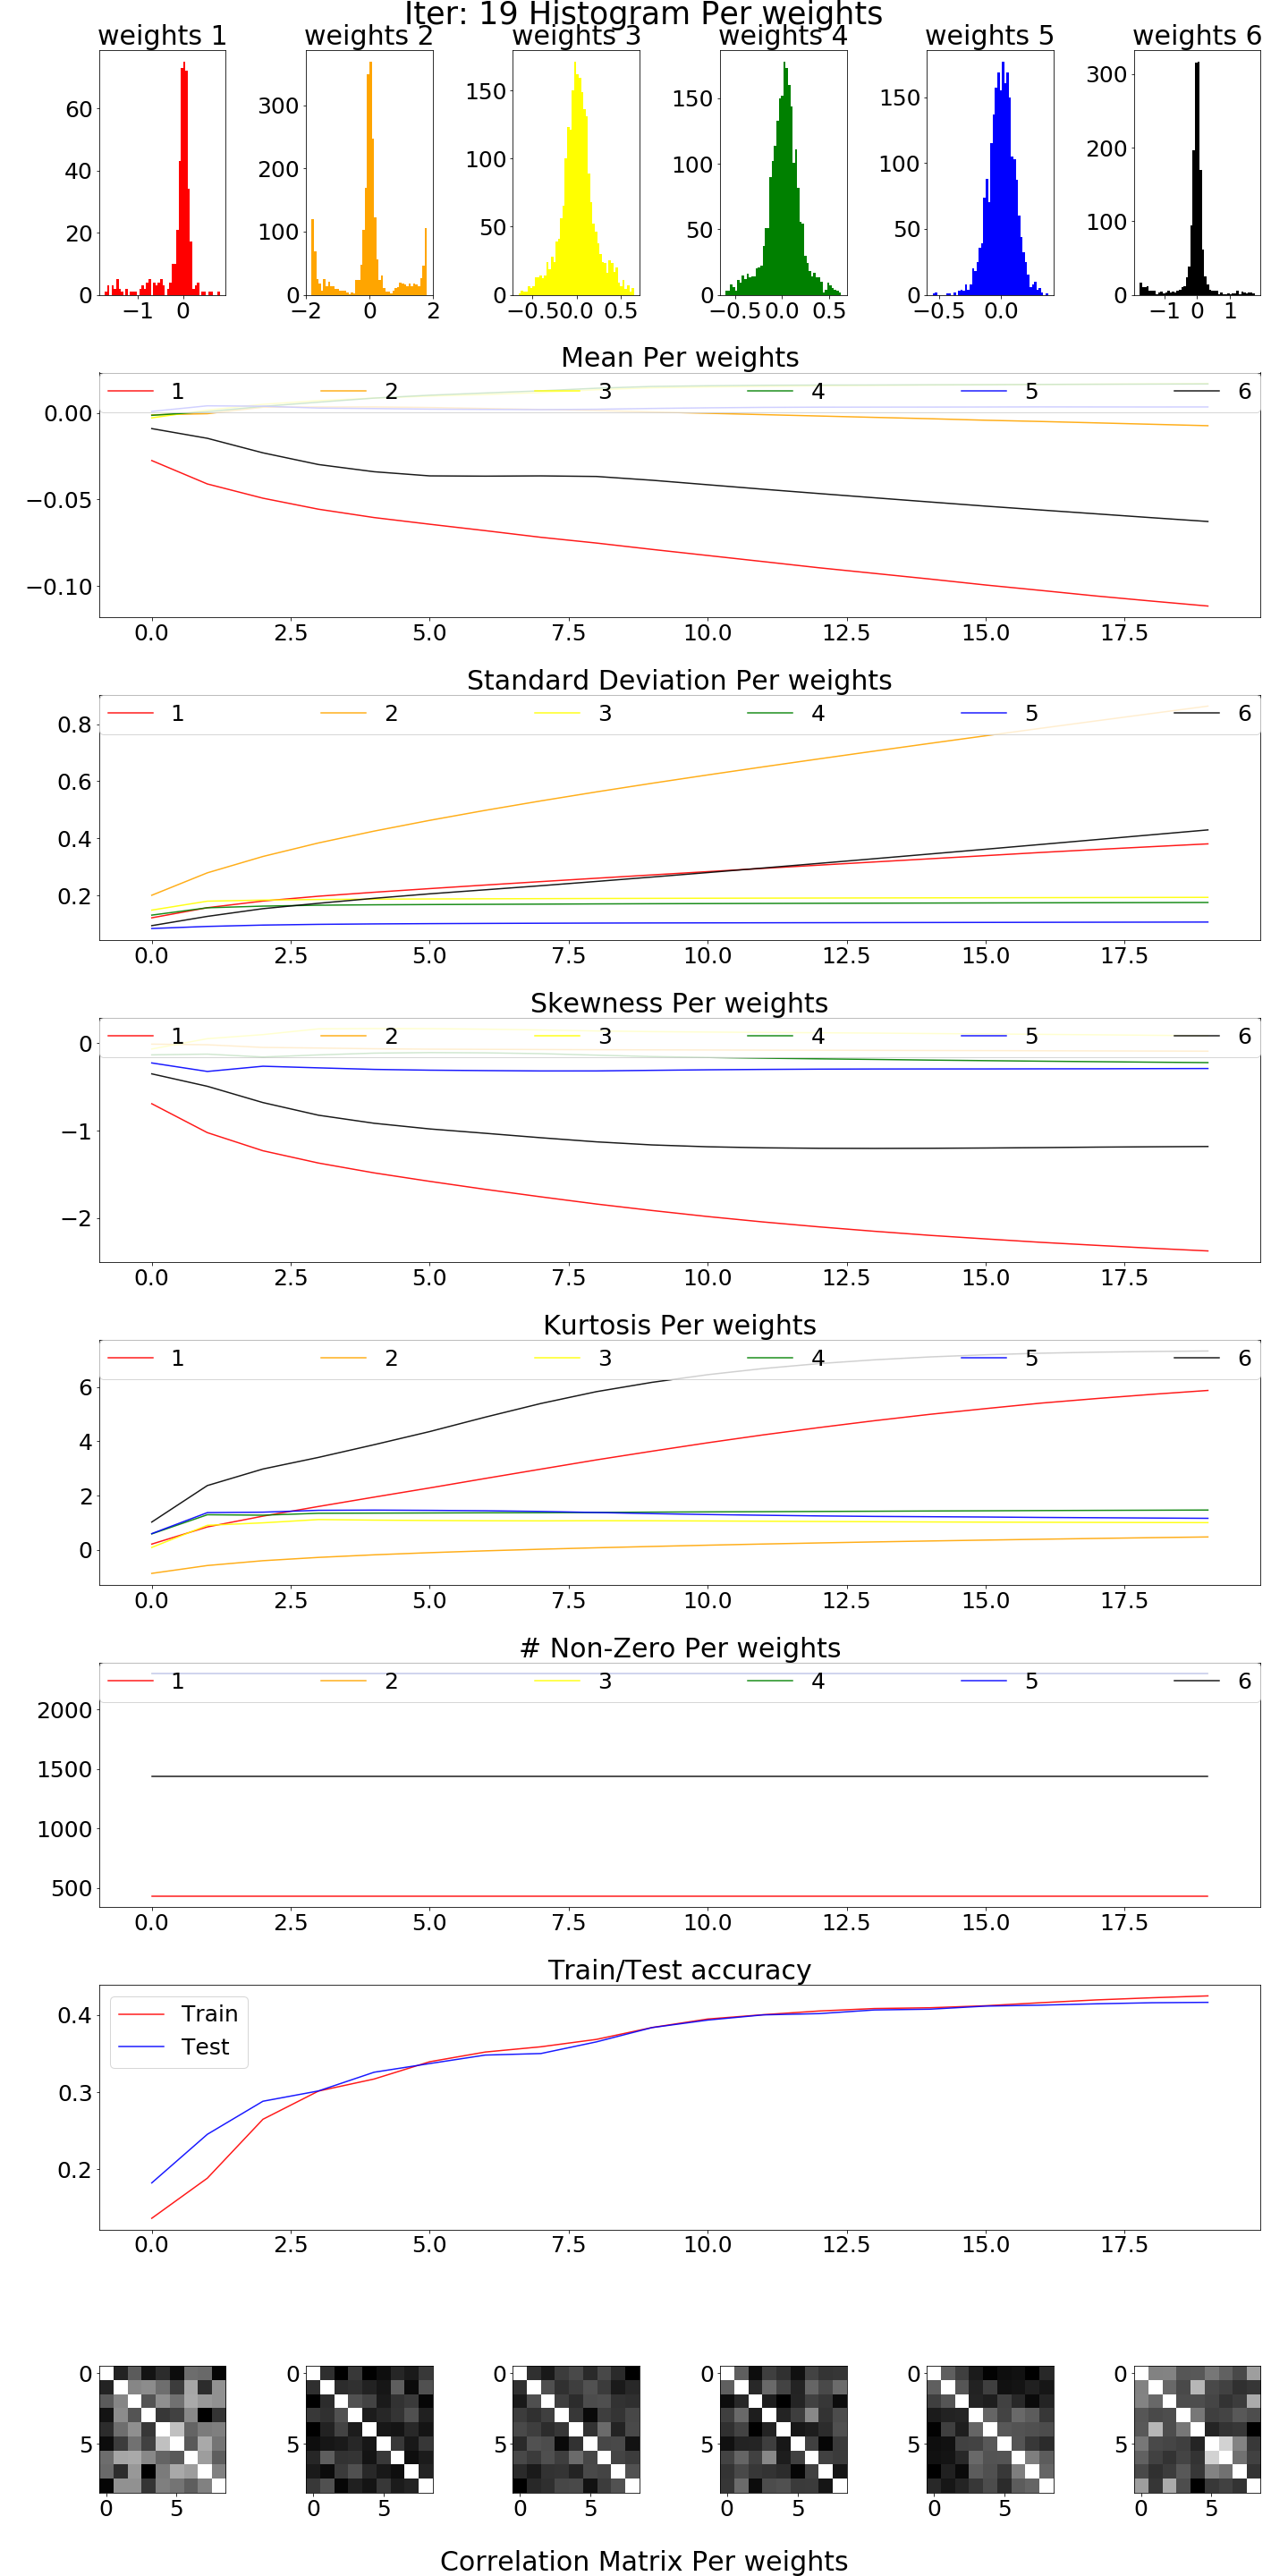 Iter: 19 Histogram Per weights
weights 1 weights 2 weights 3 weights 4 weights 5 weights 6
60
40
20
0
−1 0
300
200
100
0
−2 0 2
150
100
50
0
−0.5 0.0 0.5
150
100
50
0
−0.5 0.0 0.5
150
100
50
0
−0.5 0.0
300
200
100
0
−1 0 1
Mean Per weights
1 2 3 4 5 6
0.00
−0.05
−0.10
0.0 2.5 5.0 7.5 10.0 12.5 15.0 17.5
Standard Deviation Per weights
1 2 3 4 5 6
0.8
0.6
0.4
0.2
0.0 2.5 5.0 7.5 10.0 12.5 15.0 17.5
Skewness Per weights
1 2 3 4 5 6
0
−1
−2
0.0 2.5 5.0 7.5 10.0 12.5 15.0 17.5
Kurtosis Per weights
1 2 3 4 5 6
6
4
2
0
0.0 2.5 5.0 7.5 10.0 12.5 15.0 17.5
# Non-Zero Per weights
1 2 3 4 5 6
2000
1500
1000
500
0.0 2.5 5.0 7.5 10.0 12.5 15.0 17.5
Train/Test accuracy
Train
Test
0.4
0.3
0.2
0.0 2.5 5.0 7.5 10.0 12.5 15.0 17.5
0 0 0 0 0 0
5 5 5 5 5 5
0 5 0 5 0 5 0 5 0 5 0 5
Correlation Matrix Per weights